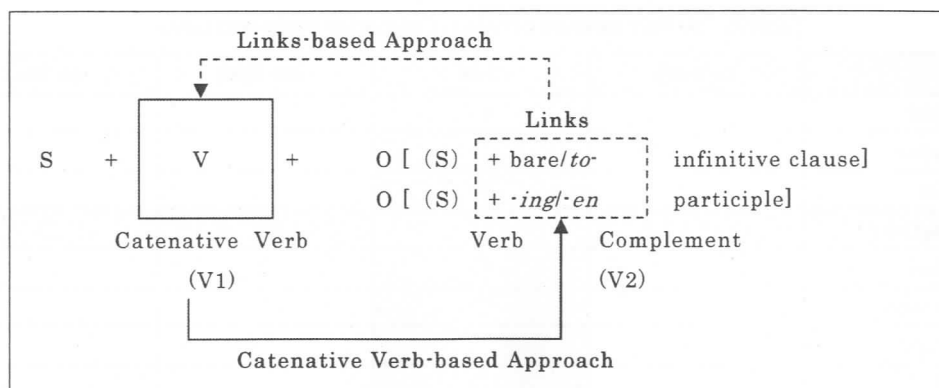 Links-based Approach
Links
S + V + O [ (S) + bare/to- infinitive clause]
O [ (S) + -ing/-en participle]
Catenative Verb Verb Complement
(V1) (V2)
Catenative Verb-based Approach